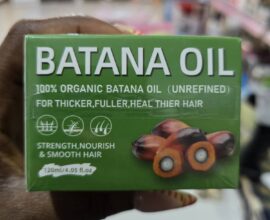 BATANA OIL
100% ORGANIC BATANA OIL (UNREFINED)
FOR THICKER,FULLER,HEAL THIER HAIR
STRENGTH,NOURISH
& SMOOTH HAIR
120ml/4.05 fl.oz